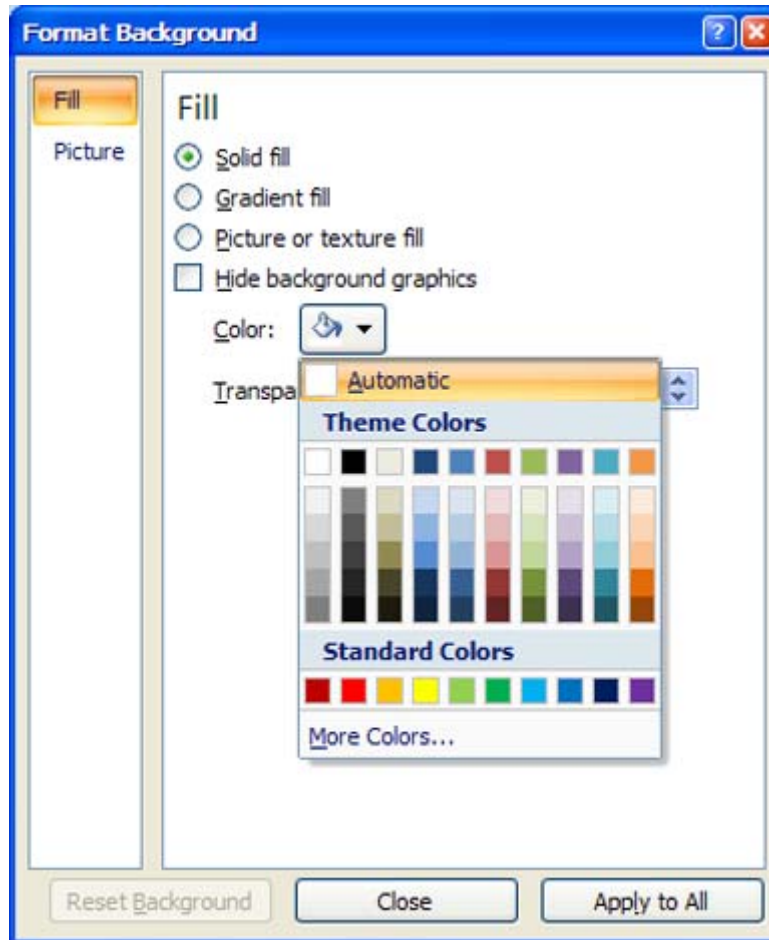 Format Background
Fill
Picture
Fill
Solid fill
Gradient fill
Picture or texture fill
Hide background graphics
Color:
Transpa
Automatic
Theme Colors
Standard Colors
More Colors...
Reset Background
Close
Apply to All